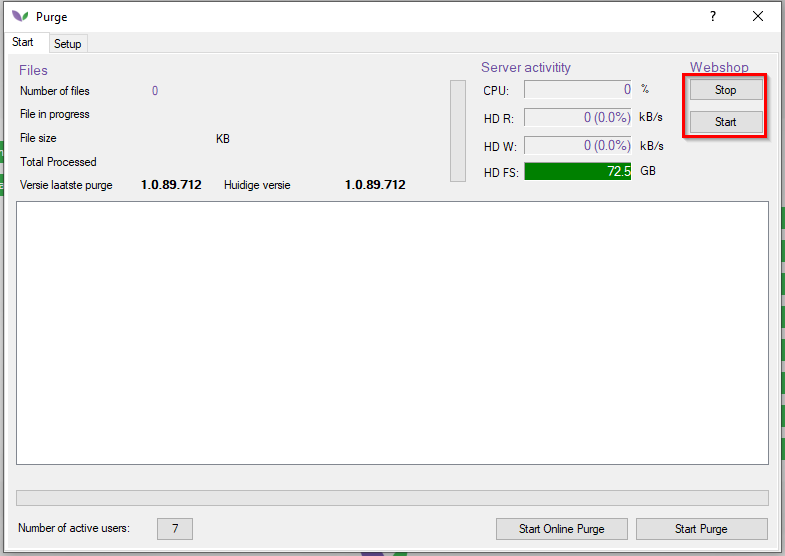 Purge ?
Start Setup
Files
Number of files 0
File in progress
File size KB
Total Processed
Versie laatste purge 1.0.89.712 Huidige versie 1.0.89.712
Server activitity
CPU: 0 %
HD R: 0 (0.0%) kB/s
HD W: 0 (0.0%) kB/s
HD FS: 72.5 GB
Webshop
Stop
Start
Number of active users: 7
Start Online Purge Start Purge